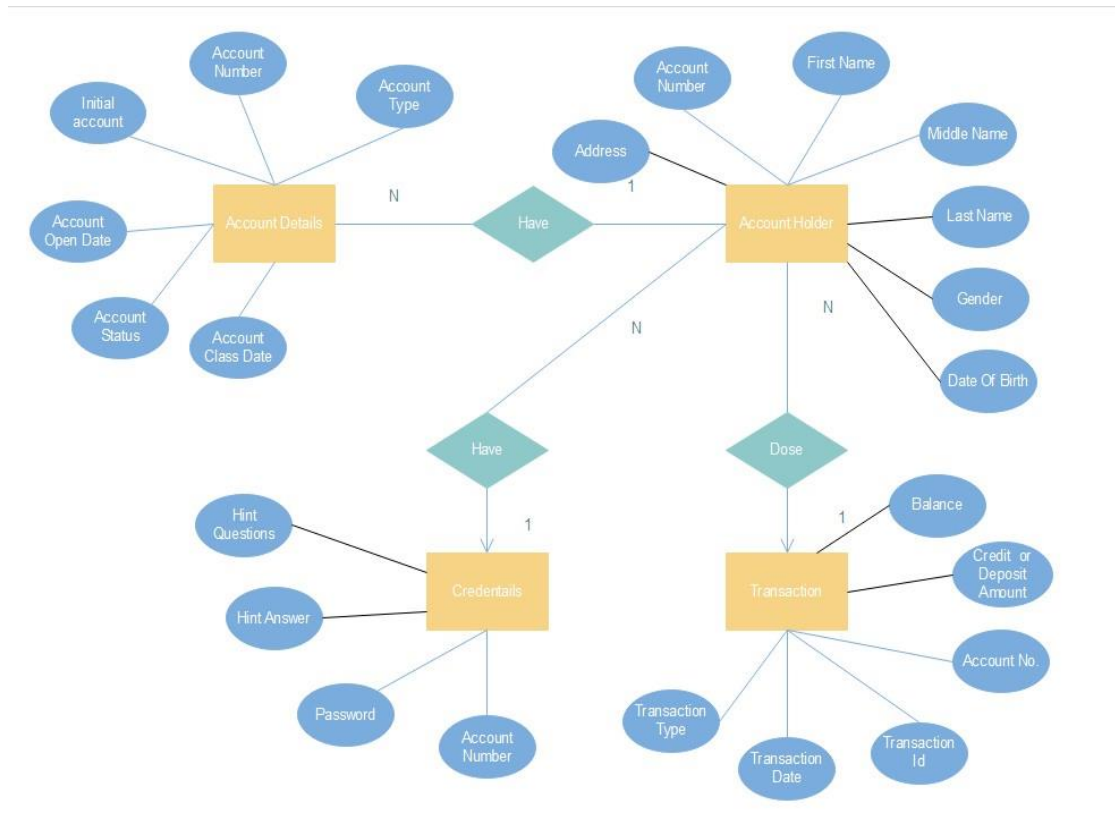 Account
Number
Account
Type
Initial
account
Account Details
Account
Open Date
Account
Status
Account
Class Date
N
Have
1
Account
Number
First Name
Middle Name
Address
Account Holder
Last Name
Gender
Date Of Birth
N
N
Have
Dose
1
1
Hint
Questions
Hint Answer
Credentails
Password
Account
Number
Balance
Credit or
Deposit
Amount
Transaction
Account No.
Transaction
Type
Transaction
Date
Transaction
Id